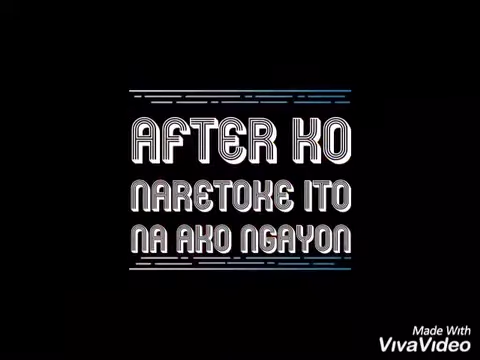 AFTER KO
NARETOKE ITO
NA AKO NGAYON
Made With
VivaVideo